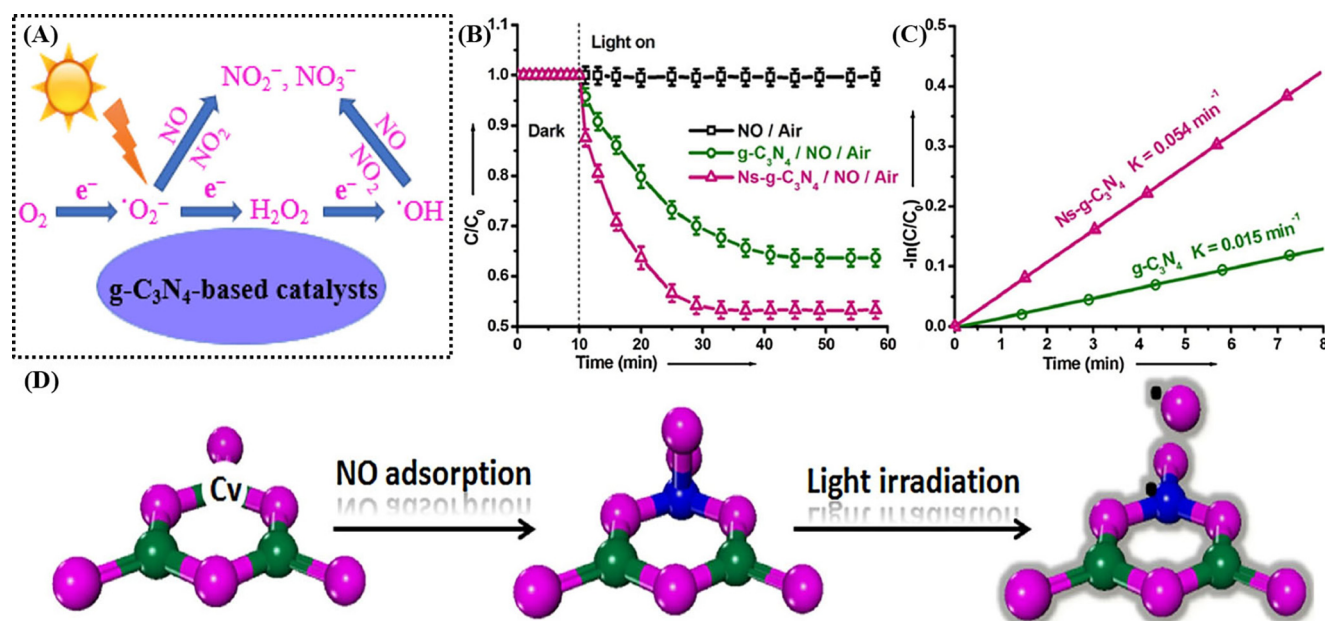 (A)
NO₂⁻, NO₃⁻
NO
NO₂
NO
NO₂
e⁻
e⁻
e⁻
O₂
·O₂⁻
H₂O₂
·OH
g-C₃N₄-based catalysts
(B)
1.1
1.0
0.9
0.8
0.7
0.6
0.5
C/C₀
Light on
Dark
NO / Air
g-C₃N₄ / NO / Air
Ns-g-C₃N₄ / NO / Air
0 10 20 30 40 50 60
Time (min)
(C)
-0.5
0.4
0.3
0.2
0.1
0.0
-ln(C/C₀)
Ns-g-C₃N₄ K = 0.054 min⁻¹
g-C₃N₄ K = 0.015 min⁻¹
0 1 2 3 4 5 6 7 8
Time (min)
(D)
Cv
NO adsorption
Light irradiation